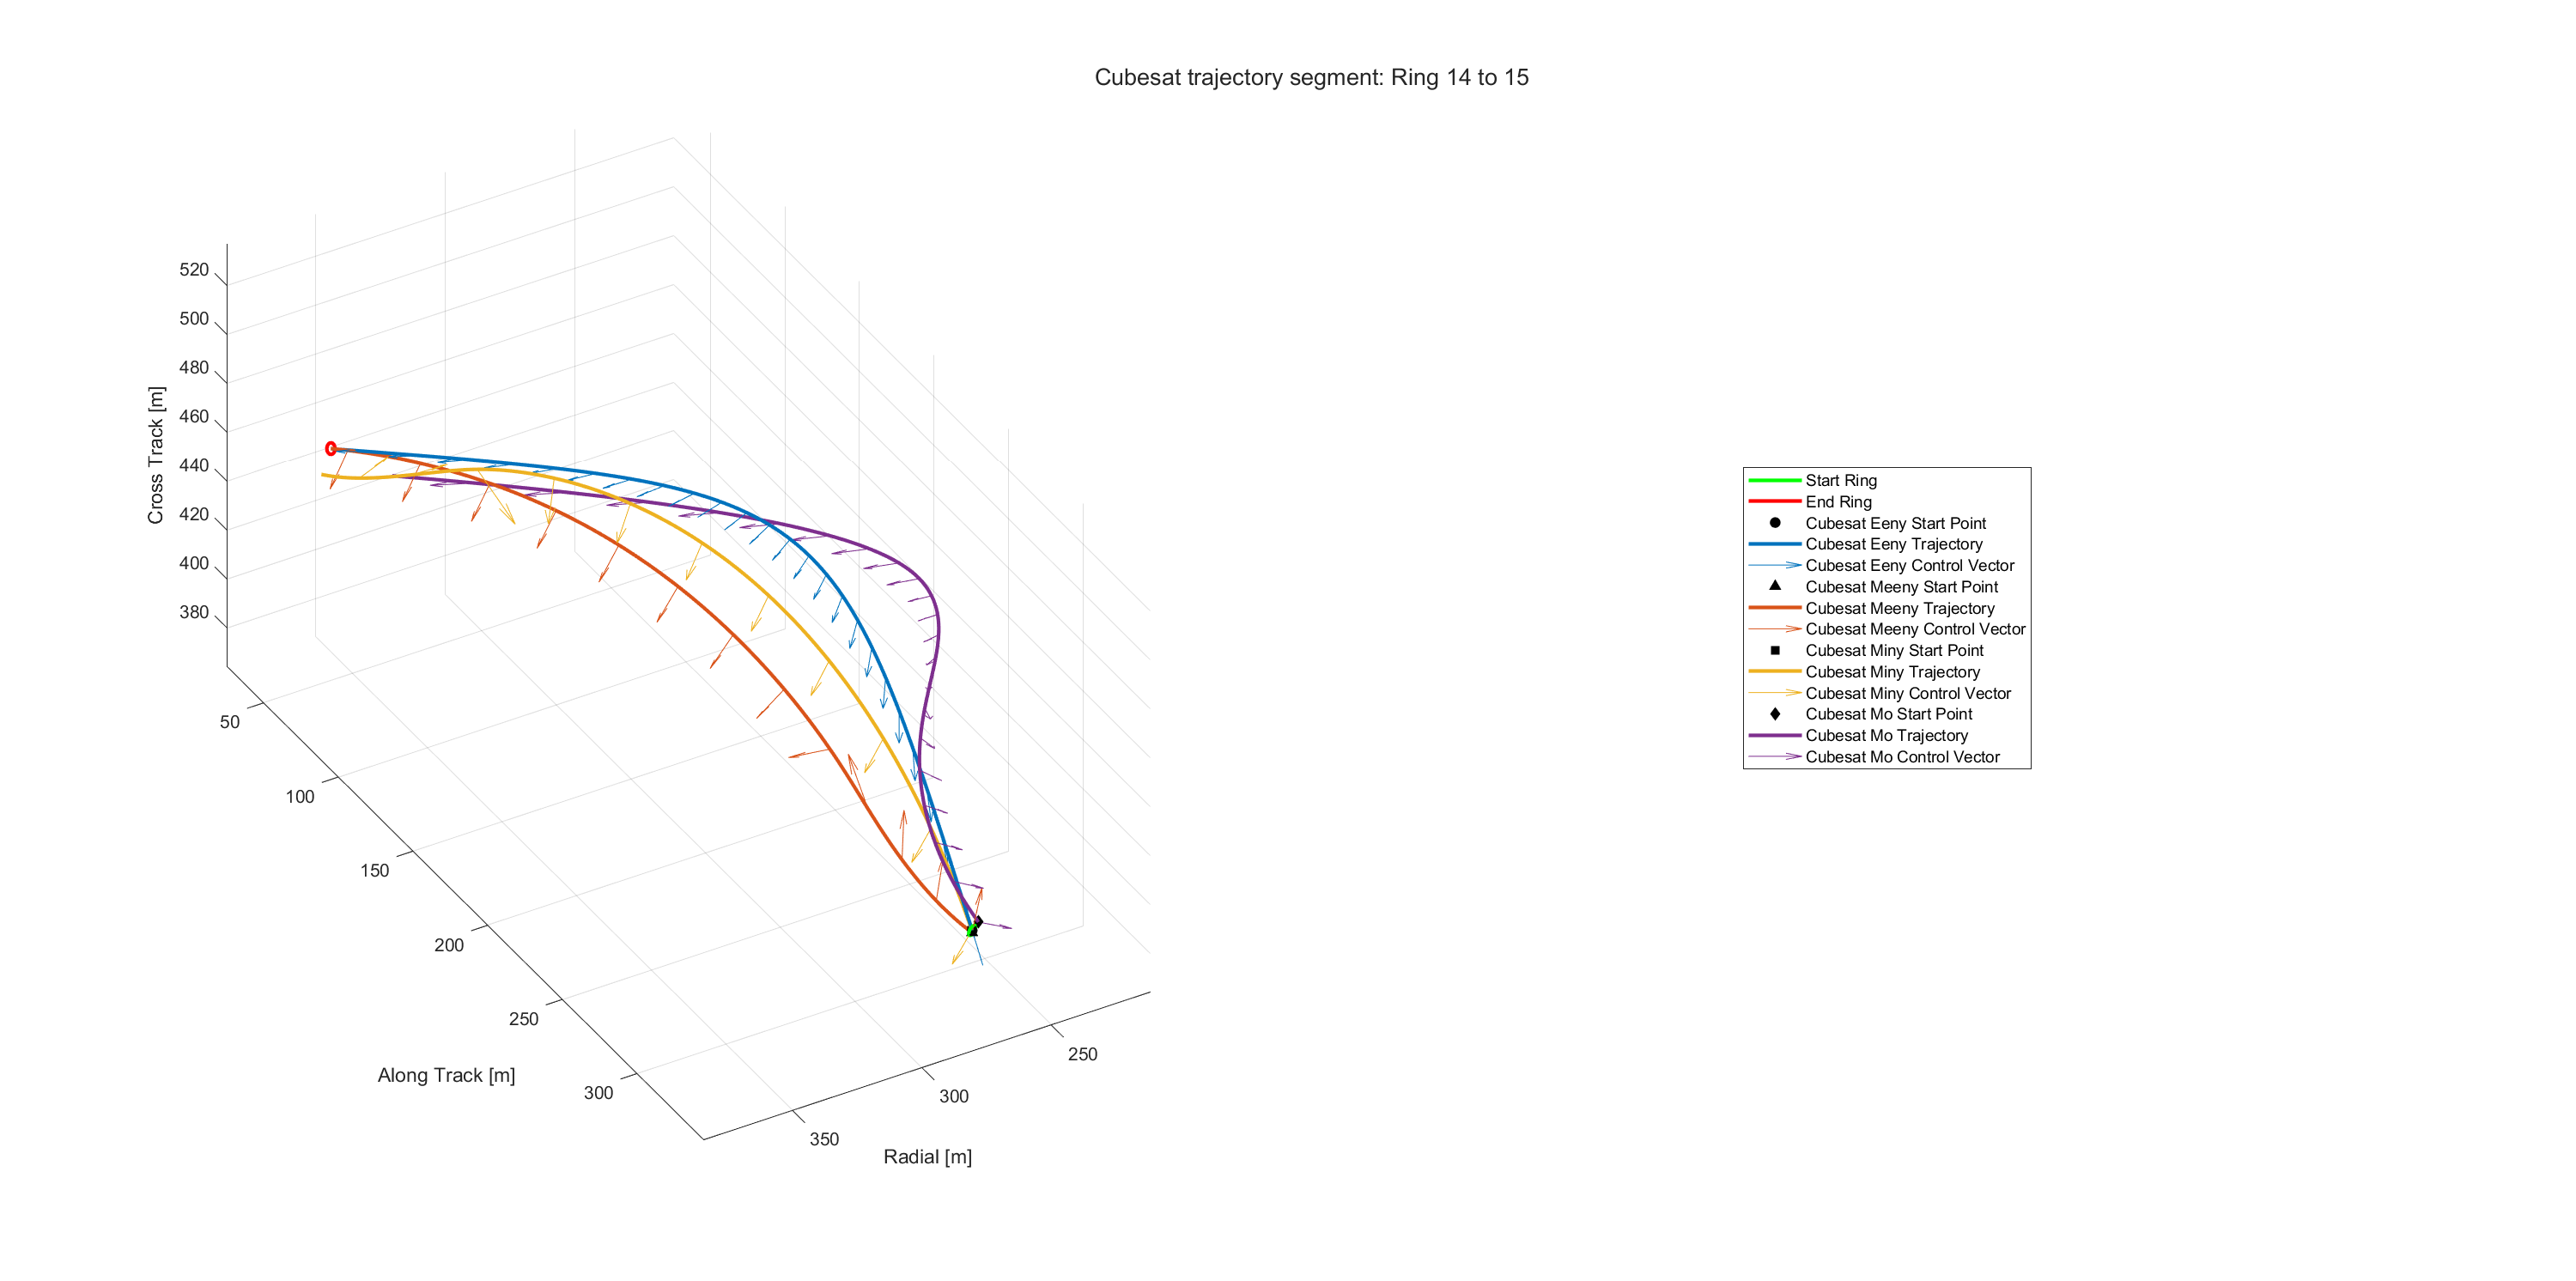 Cubesat trajectory segment: Ring 14 to 15
520
500
480
460
440
420
400
380
Cross Track [m]
50
100
150
200
250
300
Along Track [m]
350
300
250
Radial [m]
Start Ring
End Ring
Cubesat Eeny Start Point
Cubesat Eeny Trajectory
Cubesat Eeny Control Vector
Cubesat Meeny Start Point
Cubesat Meeny Trajectory
Cubesat Meeny Control Vector
Cubesat Miny Start Point
Cubesat Miny Trajectory
Cubesat Miny Control Vector
Cubesat Mo Start Point
Cubesat Mo Trajectory
Cubesat Mo Control Vector